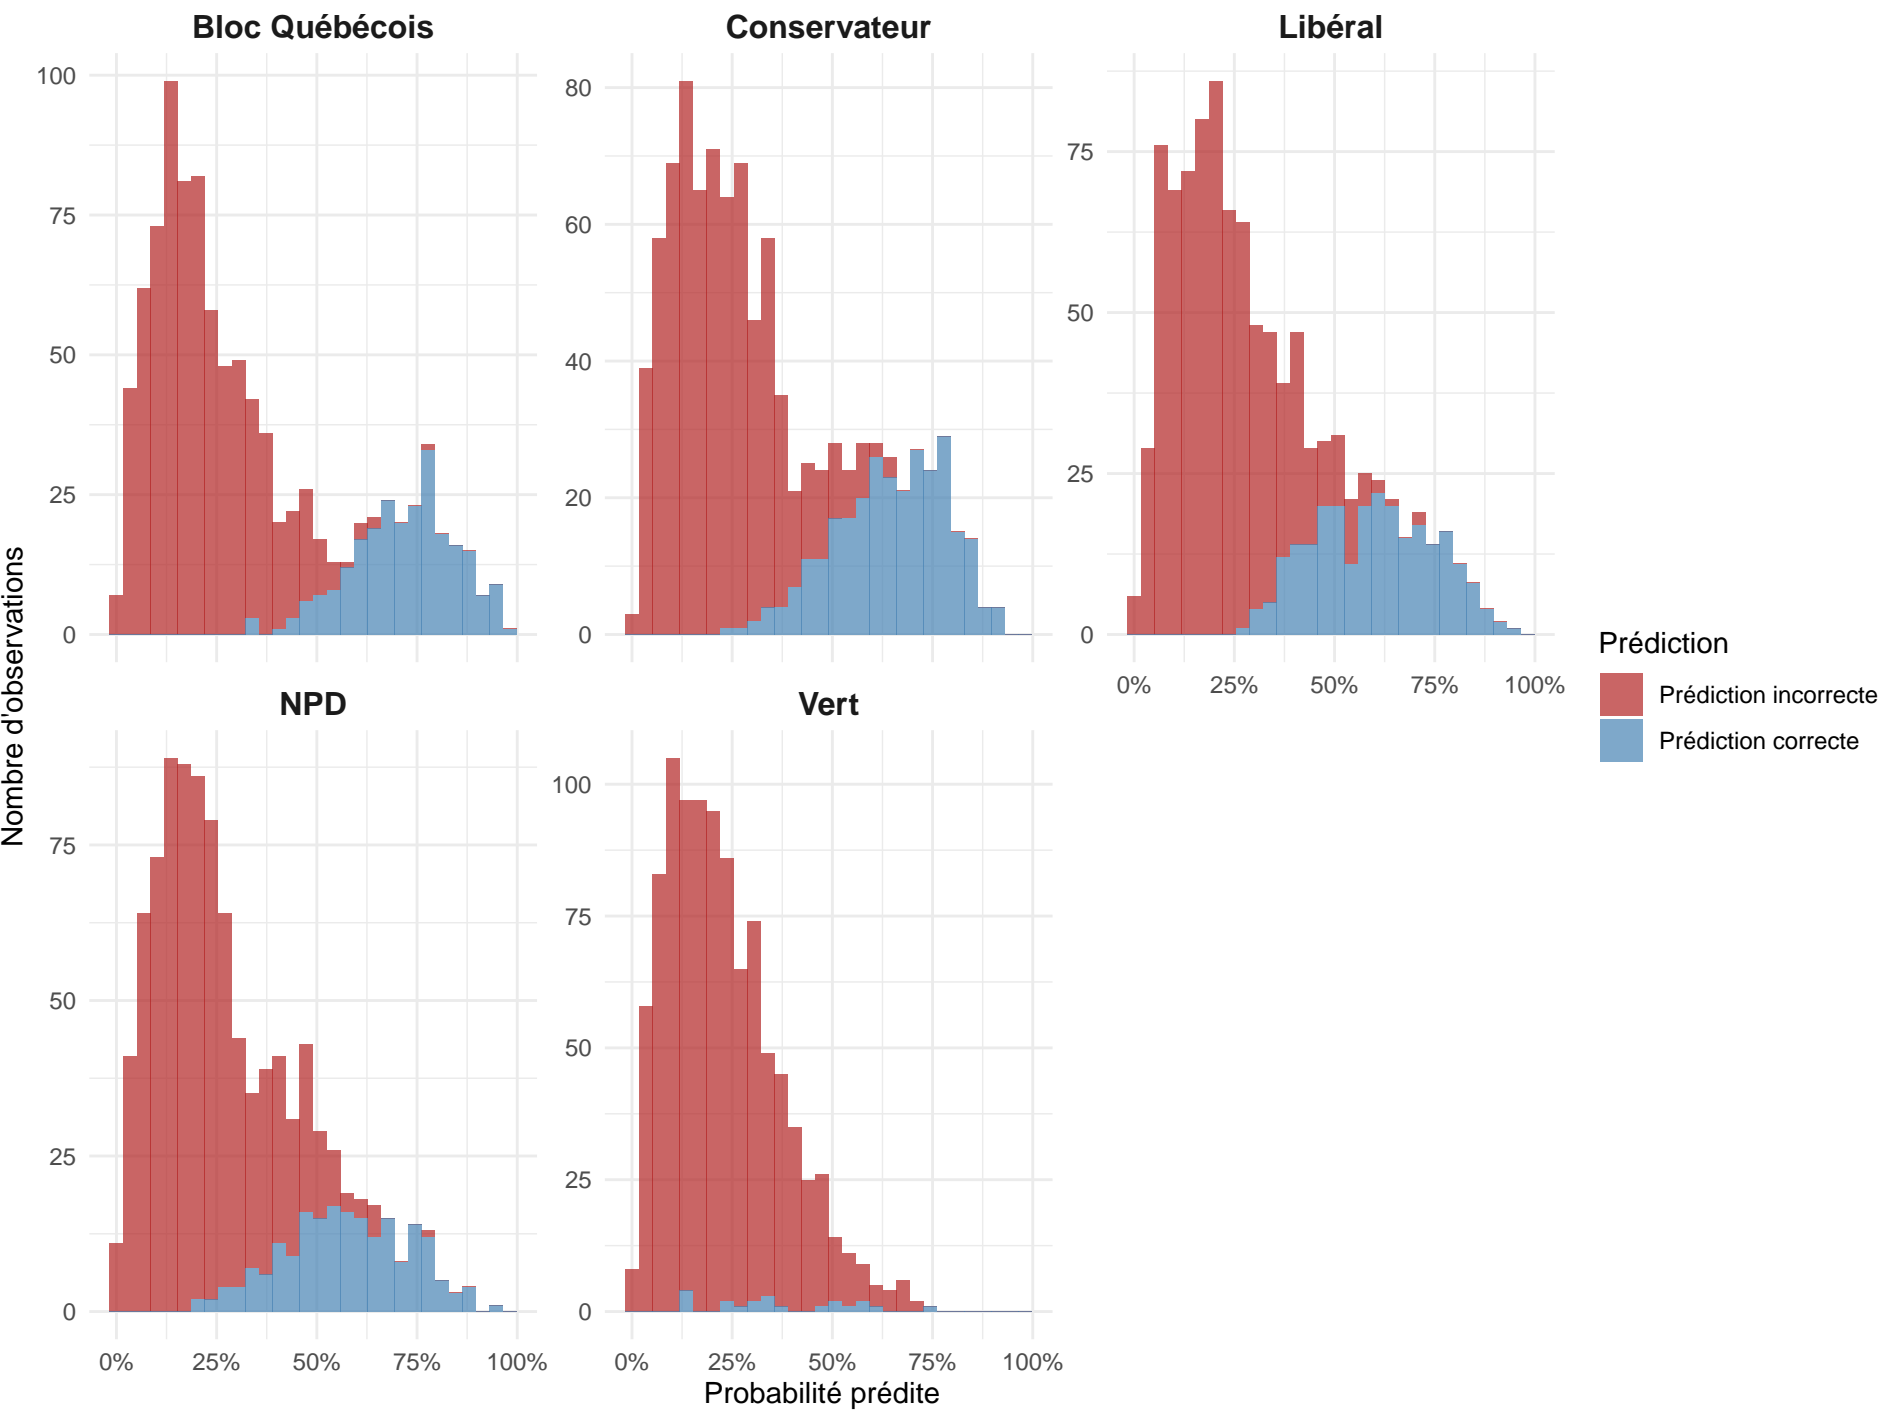 Bloc Québécois
Conservateur
Libéral
100
75
50
25
0
80
60
40
20
0
75
50
25
0
0% 25% 50% 75% 100%
Nombre d'observations
NPD
Vert
75
50
25
0
100
75
50
25
0
0% 25% 50% 75% 100%
0% 25% 50% 75% 100%
Probabilité prédite
Prédiction
Prédiction incorrecte
Prédiction correcte